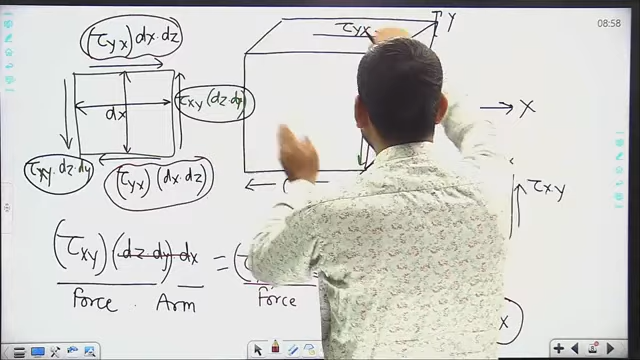 08:58
(τyx) dx·dz
τyx
Y
dx
τxy (dz·dy)
X
τxy·dz·dy
(τyx) (dx·dz)
τxy
(τxy) (dz·dy)·dx = (τ
Force · Arm
Force
x